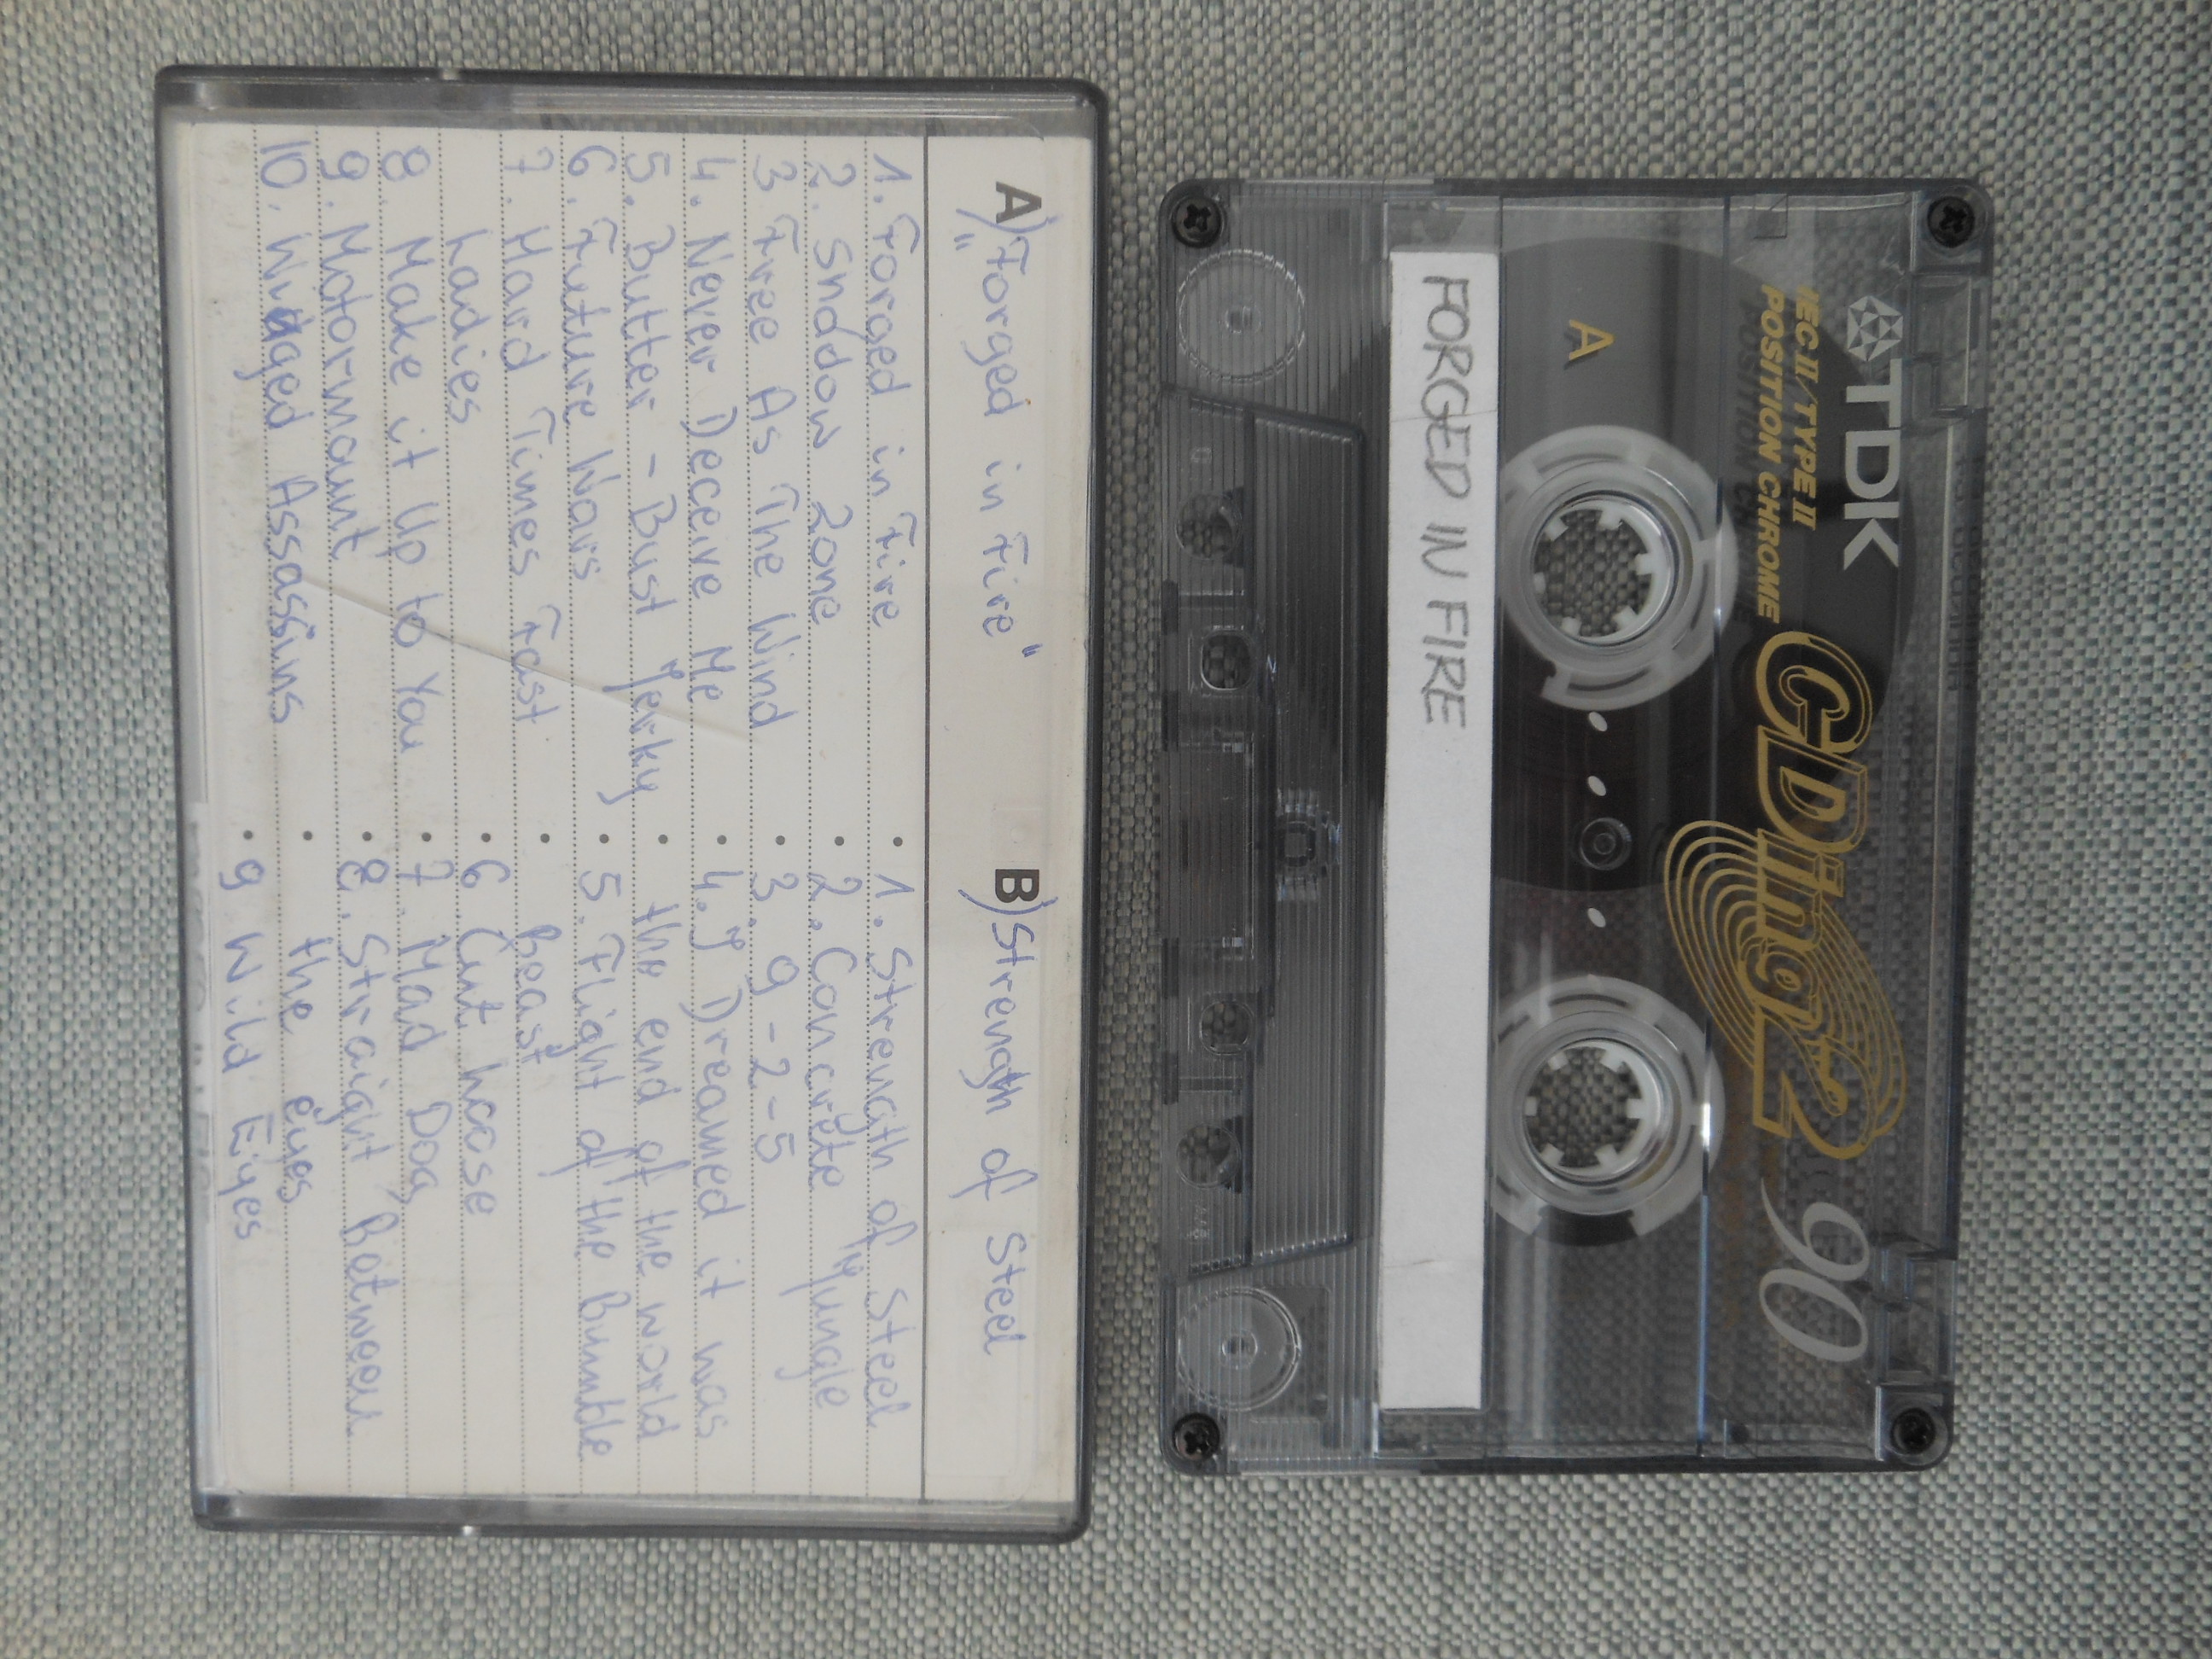 A) "Forged in Fire"
1. Forged in Fire
2. Shadow Zone
3 Free As The Wind
4. Never Deceive Me
5. Butter - Bust Jerky
6. Future Wars
7. Hard Times Fast
Ladies
8. Make it Up to You
9. Motormount
10. Winged Assassins
B) Strength of Steel
1. Strength of Steel
2. Concrete Jungle
3. 9-2-5
4. I Dreamed it was
the end of the world
5. Flight of the Bumble
Beast
6 Cut Loose
7. Mad Dog
8. Straight Between
the eyes
9 Wild Eyes
TDK
IEC II/TYPE II
POSITION CHROME
CDing2
90
A
FORGED IN FIRE